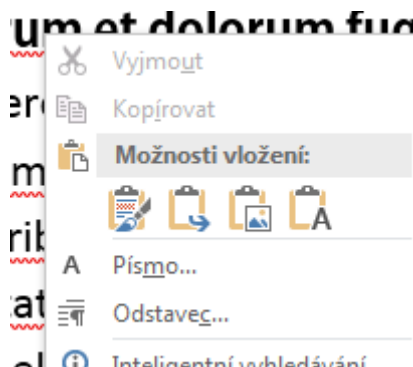 um et dolorum fug
Vyjmout
Kopírovat
Možnosti vložení:
Písmo...
Odstavec...
Inteligentní vyhledávání